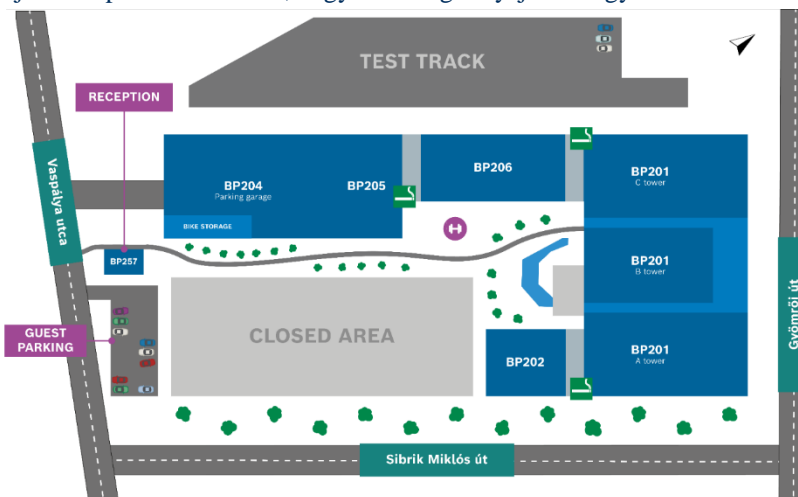 TEST TRACK
RECEPTION
Vaspálya utca
BP204
Parking garage
BP205
BP206
BP201
C tower
BIKE STORAGE
BP257
BP201
B tower
GUEST
PARKING
CLOSED AREA
BP202
BP201
A tower
Gyömrői út
Sibrik Miklós út